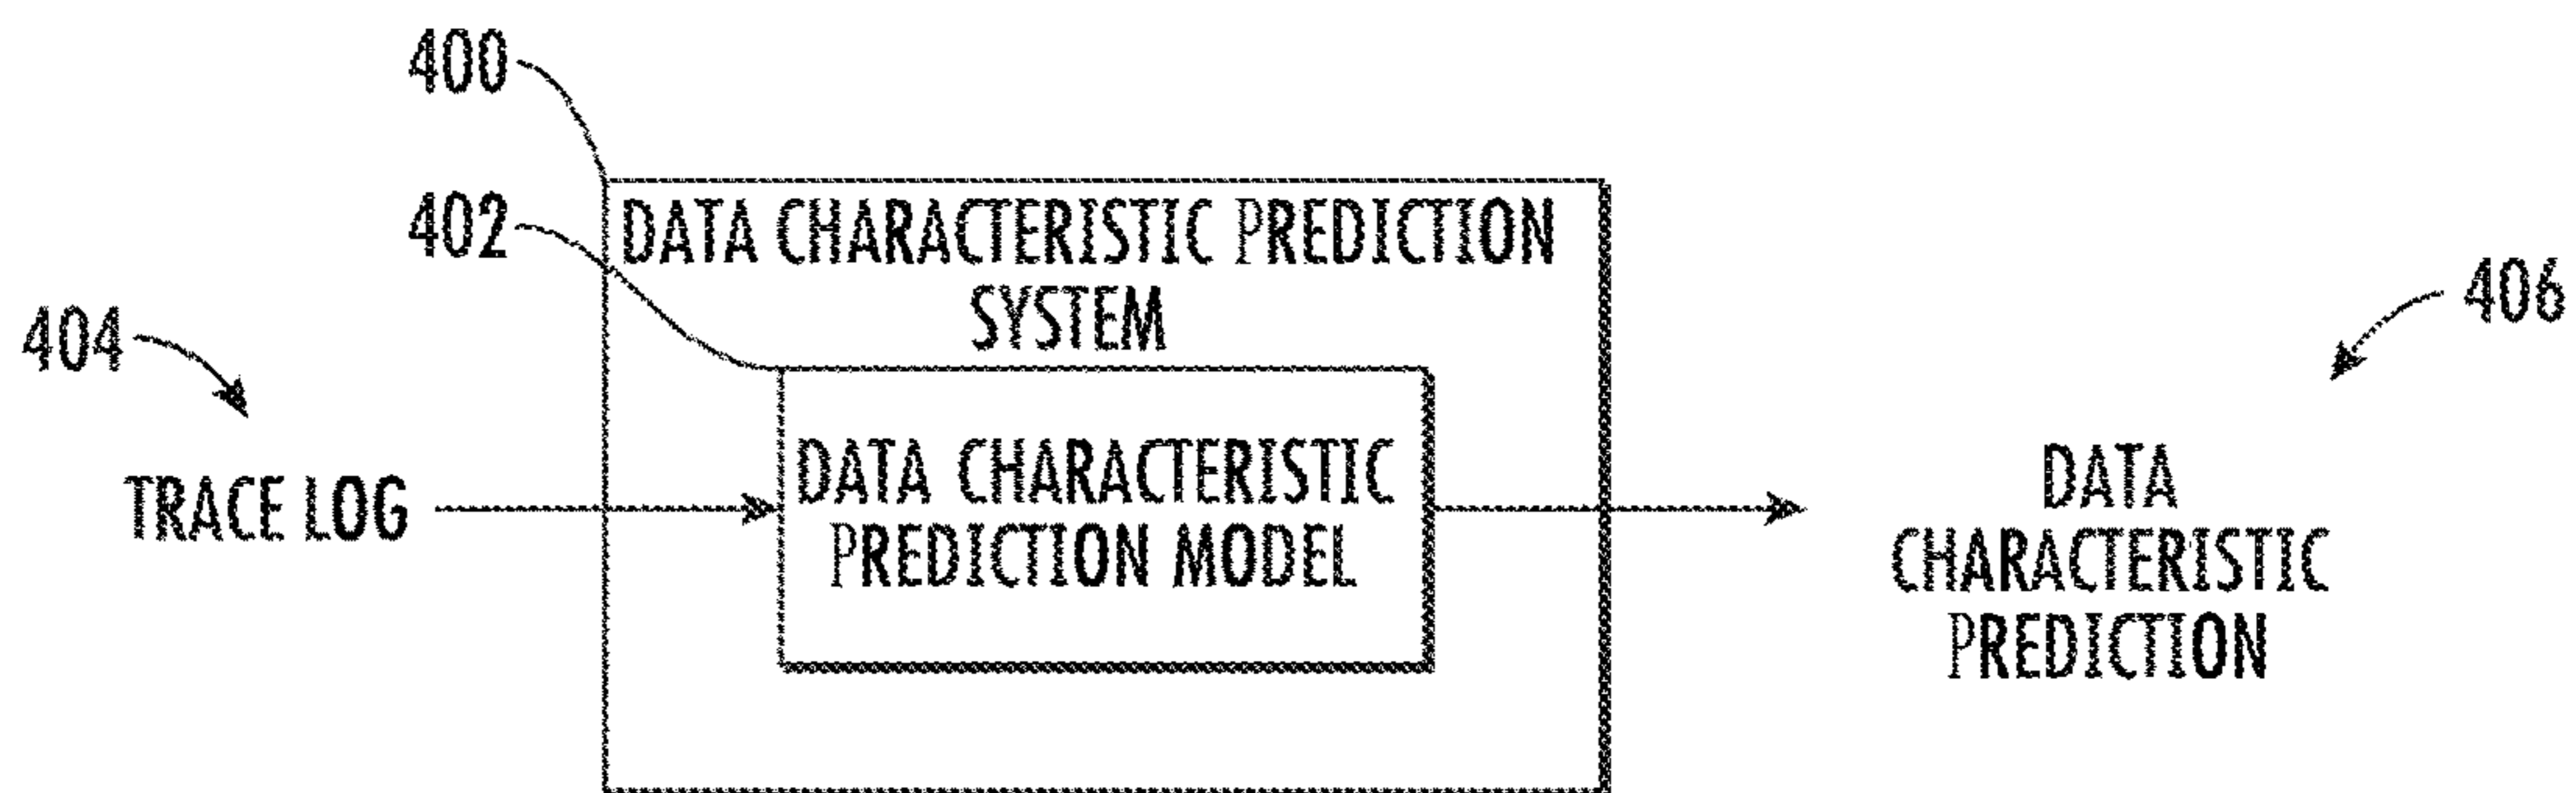 400
402
DATA CHARACTERISTIC PREDICTION
SYSTEM
404
406
TRACE LOG
DATA CHARACTERISTIC
PREDICTION MODEL
DATA
CHARACTERISTIC
PREDICTION